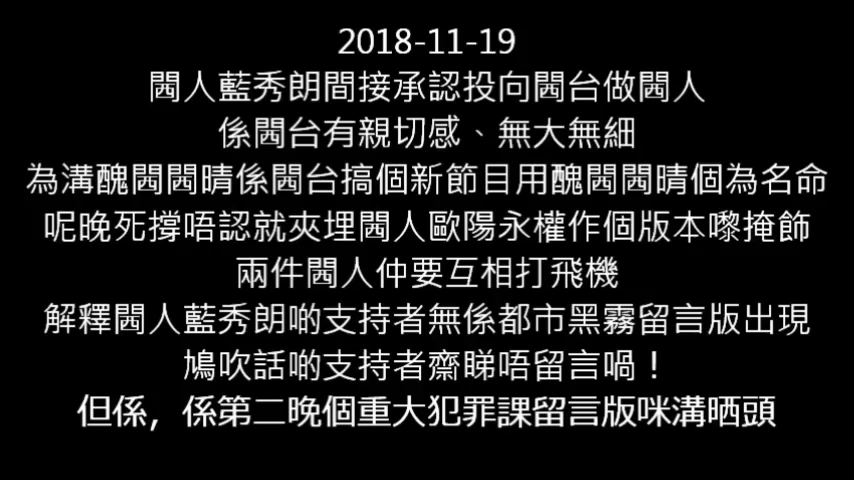 2018-11-19
閪人藍秀朗間接承認投向閪台做閪人
係閪台有親切感、無大無細
為溝醜閪閪晴係閪台搞個新節目用醜閪閪晴個為名命
呢晚死撐唔認就夾埋閪人歐陽永權作個版本嚟掩飾
兩件閪人仲要互相打飛機
解釋閪人藍秀朗啲支持者無係都市黑霧留言版出現
鳩吹話啲支持者齋睇唔留言喎！
但係，係第二晚個重大犯罪課留言版咪溝晒頭